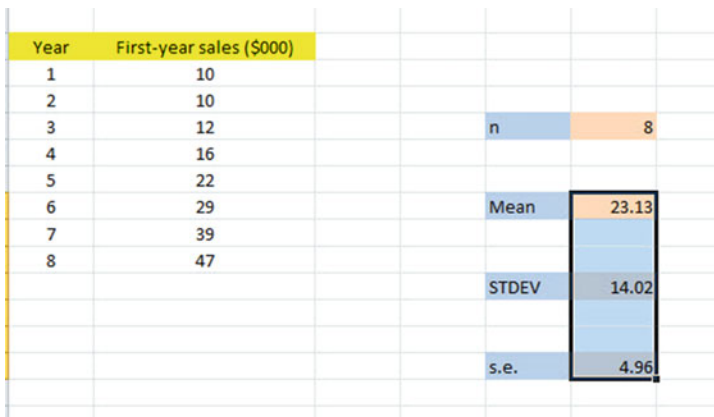 Year First-year sales ($000)
1 10
2 10
3 12 n 8
4 16
5 22
6 29 Mean 23.13
7 39
8 47
STDEV 14.02
s.e. 4.96